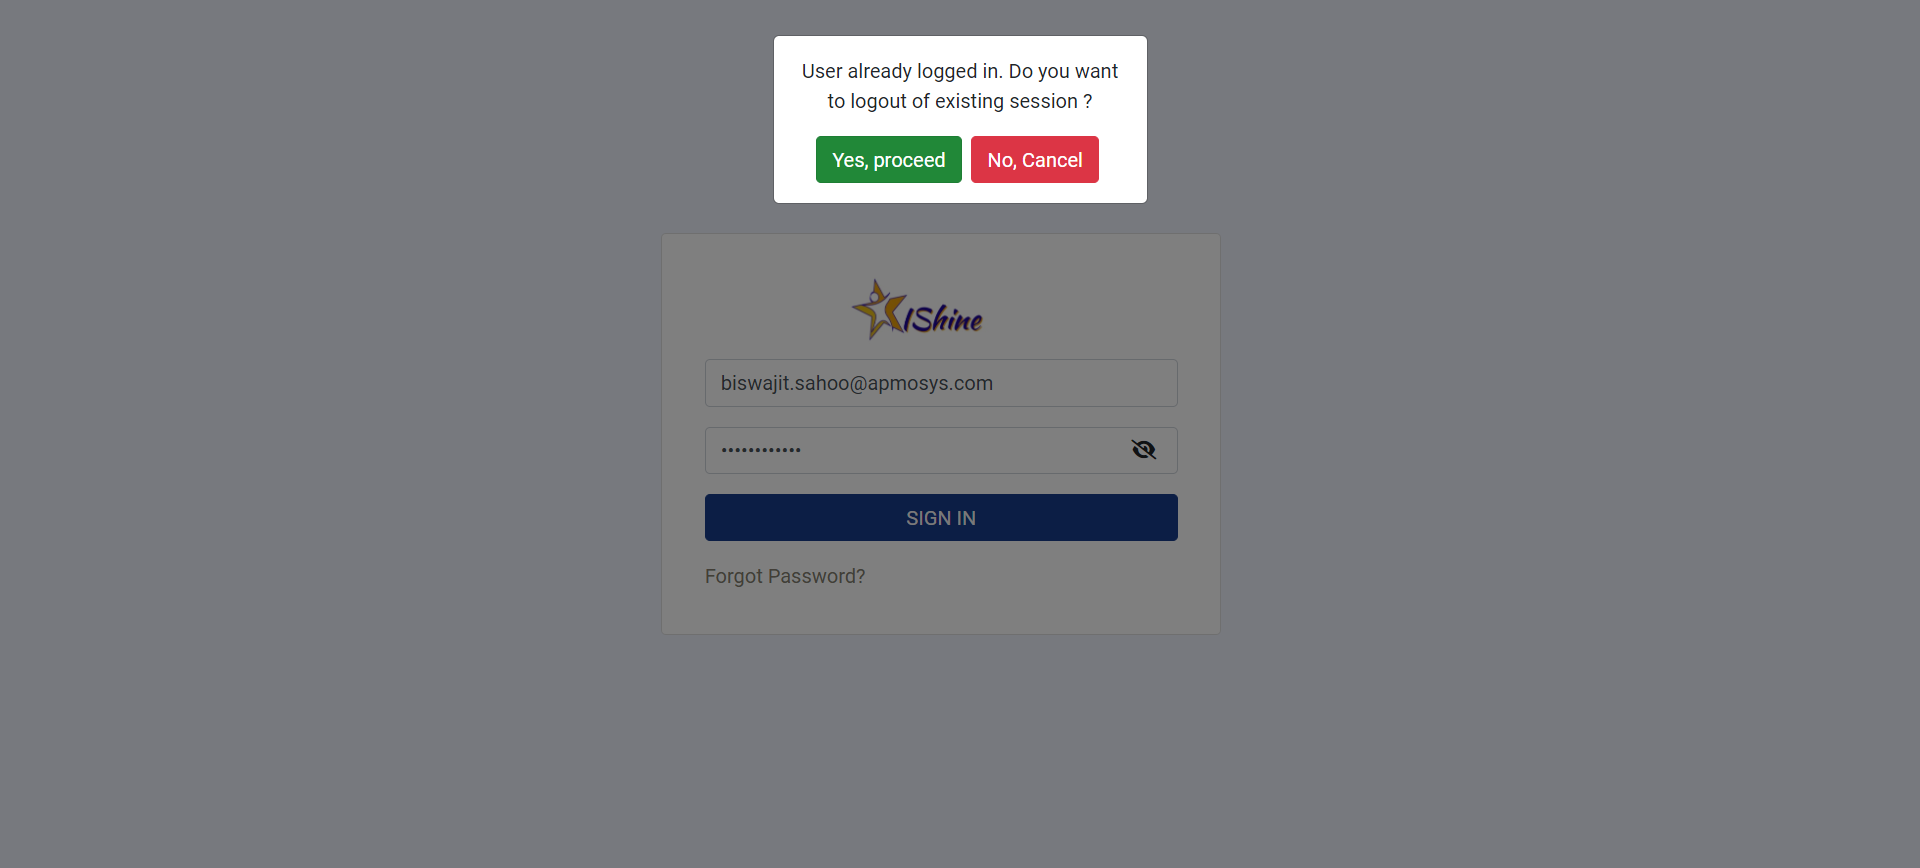 User already logged in. Do you want
to logout of existing session ?
Yes, proceed
No, Cancel
IShine
biswajit.sahoo@apmosys.com
••••••••••••
SIGN IN
Forgot Password?